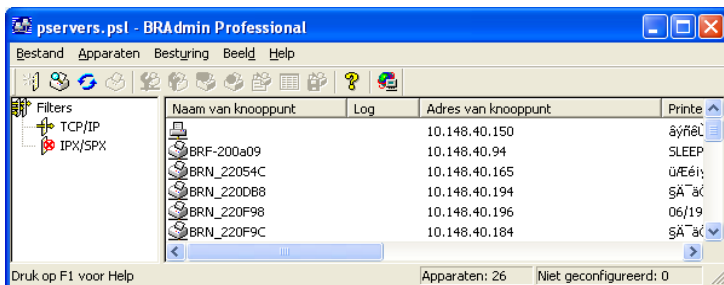 pservers.psl - BRAdmin Professional
Bestand Apparaten Besturing Beeld Help
Filters
TCP/IP
IPX/SPX
Naam van knooppunt Log Adres van knooppunt Printe
10.148.40.150
BRF-200a09 10.148.40.94 SLEEP
BRN_22054C 10.148.40.165
BRN_220DB8 10.148.40.194
BRN_220F98 10.148.40.196 06/19
BRN_220F9C 10.148.40.184
Druk op F1 voor Help Apparaten: 26 Niet geconfigureerd: 0